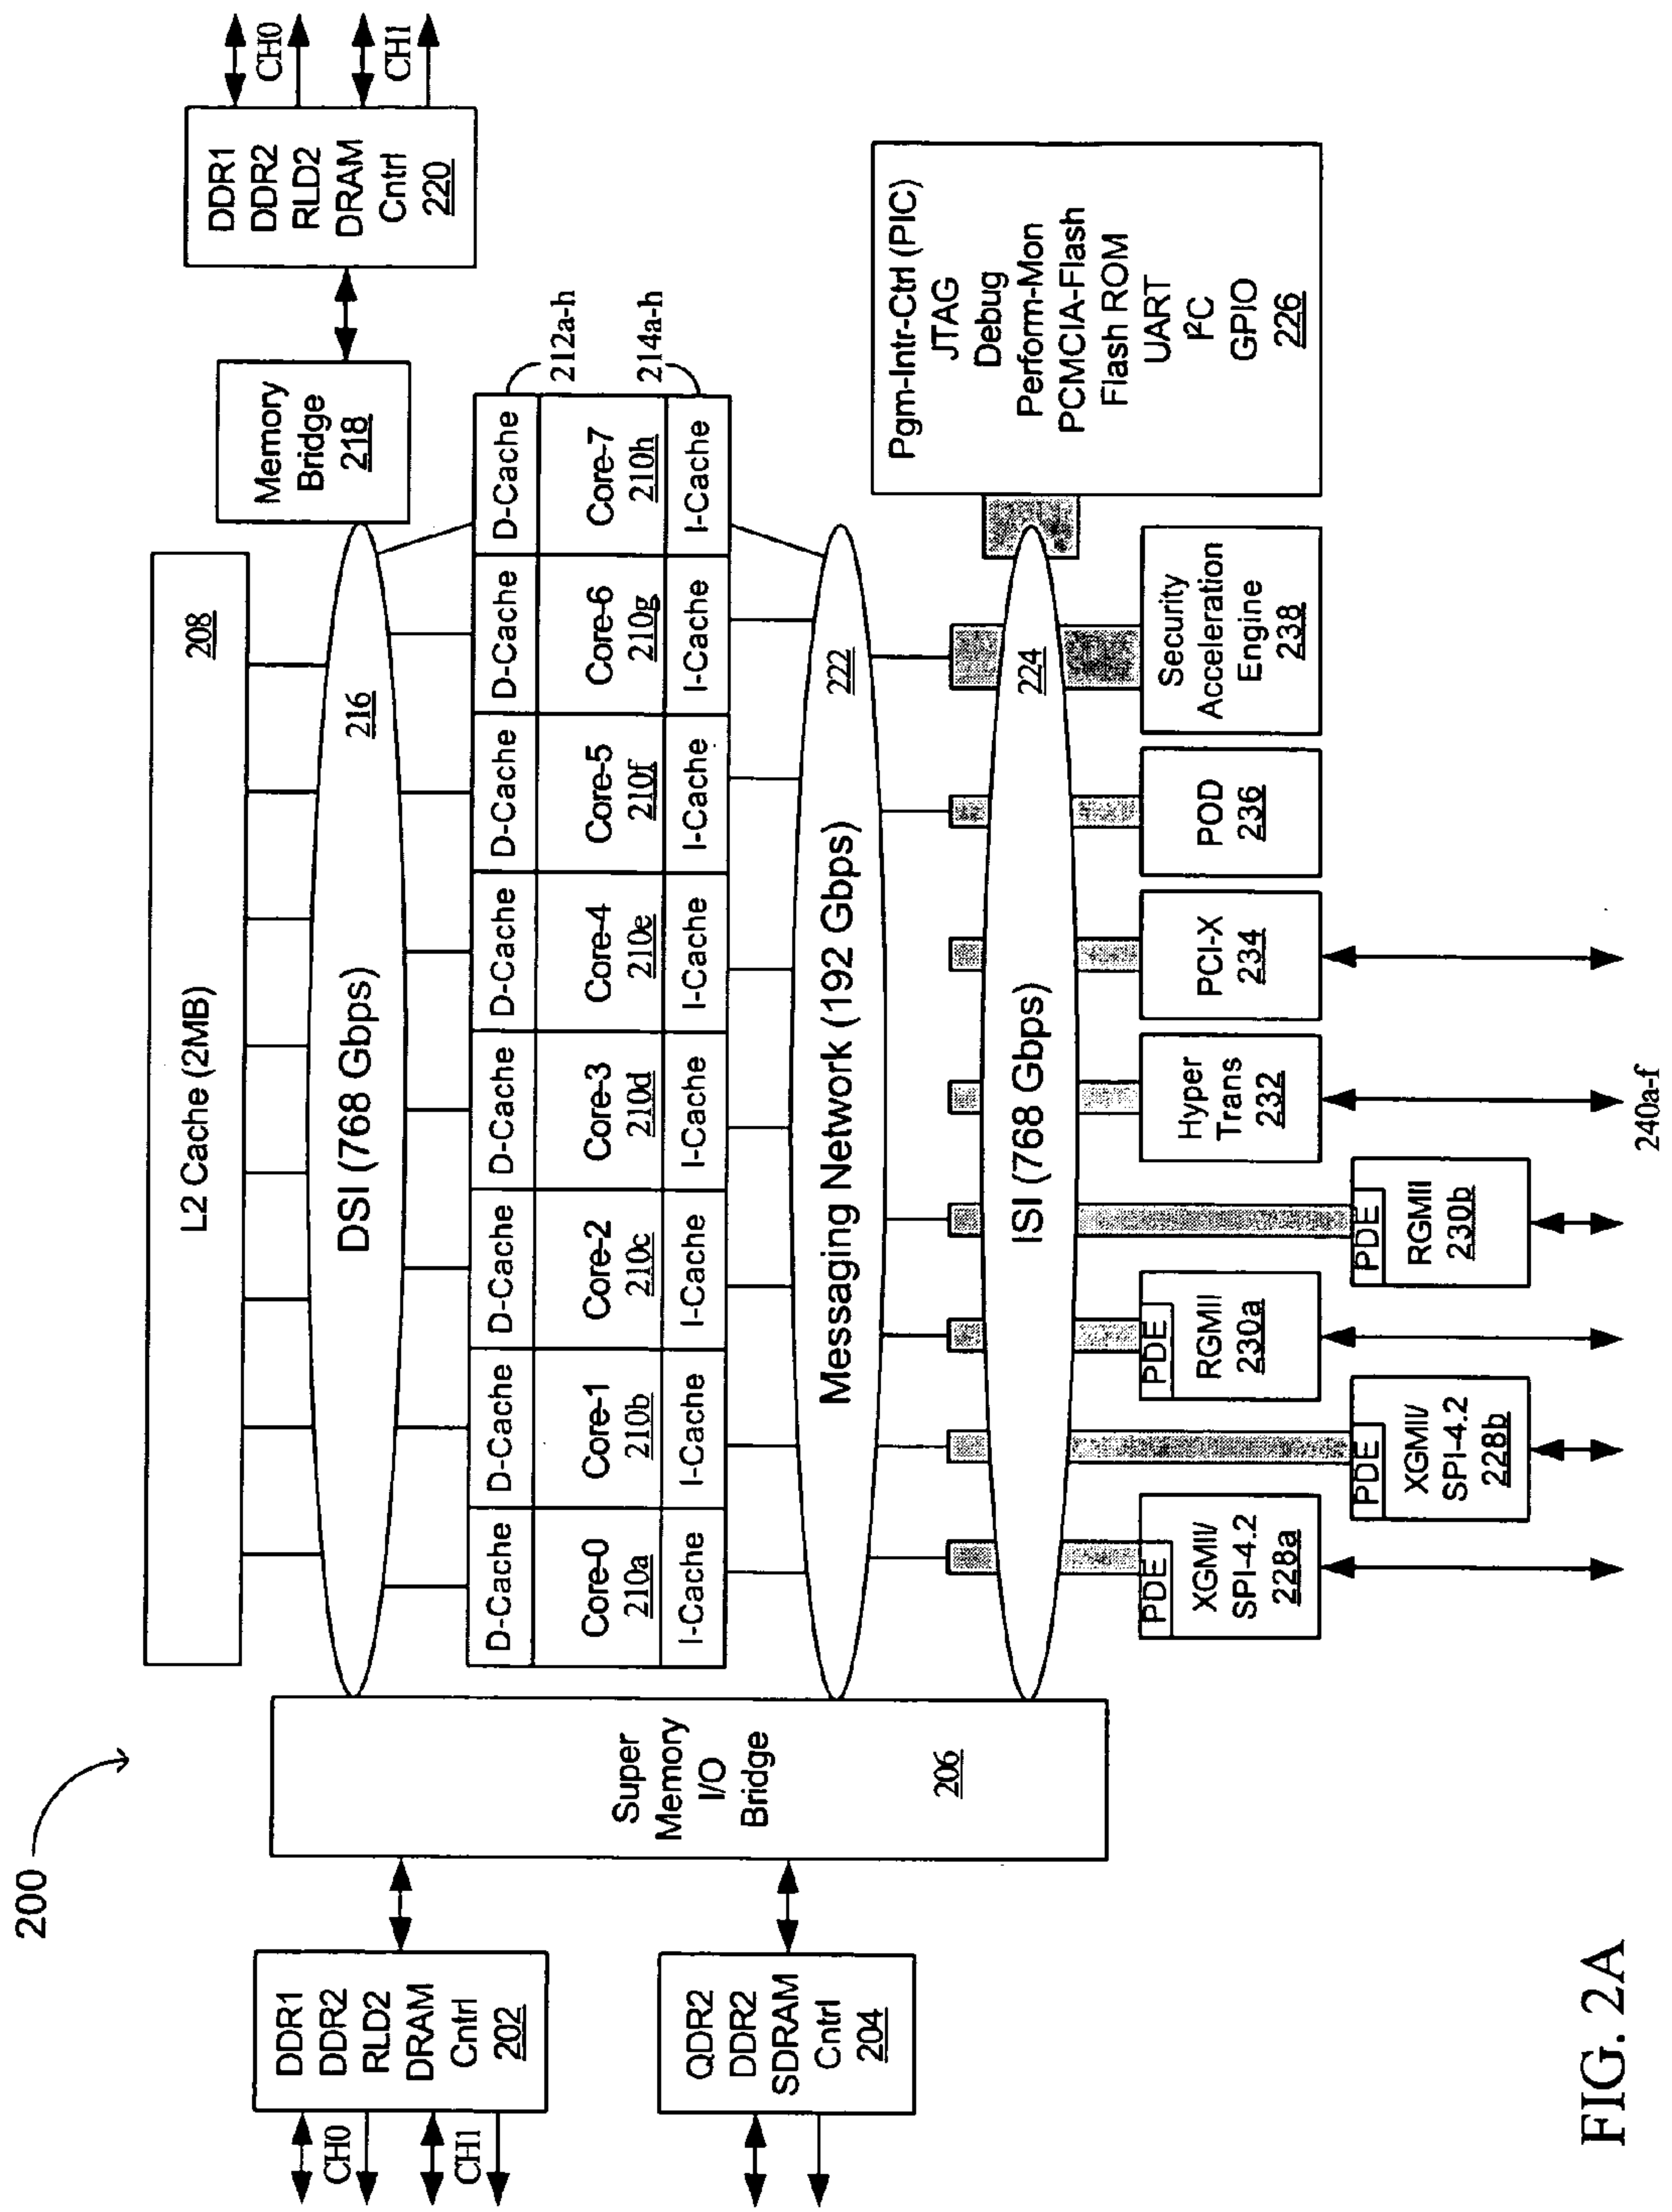 200
DDR1
DDR2
RLD2
DRAM
Cntrl
202
CH0
CH1
QDR2
DDR2
SDRAM
Cntrl
204
Super
Memory
I/O
Bridge
206
L2 Cache (2MB)
208
DSI (768 Gbps)
216
Memory
Bridge
218
DDR1
DDR2
RLD2
DRAM
Cntrl
220
CH0
CH1
D-Cache D-Cache D-Cache D-Cache D-Cache D-Cache D-Cache D-Cache
212a-h
Core-0 Core-1 Core-2 Core-3 Core-4 Core-5 Core-6 Core-7
210a 210b 210c 210d 210e 210f 210g 210h
I-Cache I-Cache I-Cache I-Cache I-Cache I-Cache I-Cache I-Cache
214a-h
Messaging Network (192 Gbps)
222
ISI (768 Gbps)
224
Pgm-Intr-Ctrl (PIC)
JTAG
Debug
Perform-Mon
PCMCIA-Flash
Flash ROM
UART
I²C
GPIO
226
PDE
XGMII/
SPI-4.2
228a
PDE
XGMII/
SPI-4.2
228b
PDE
RGMII
230a
PDE
RGMII
230b
Hyper
Trans
232
PCI-X
234
POD
236
Security
Acceleration
Engine
238
240a-f
FIG. 2A